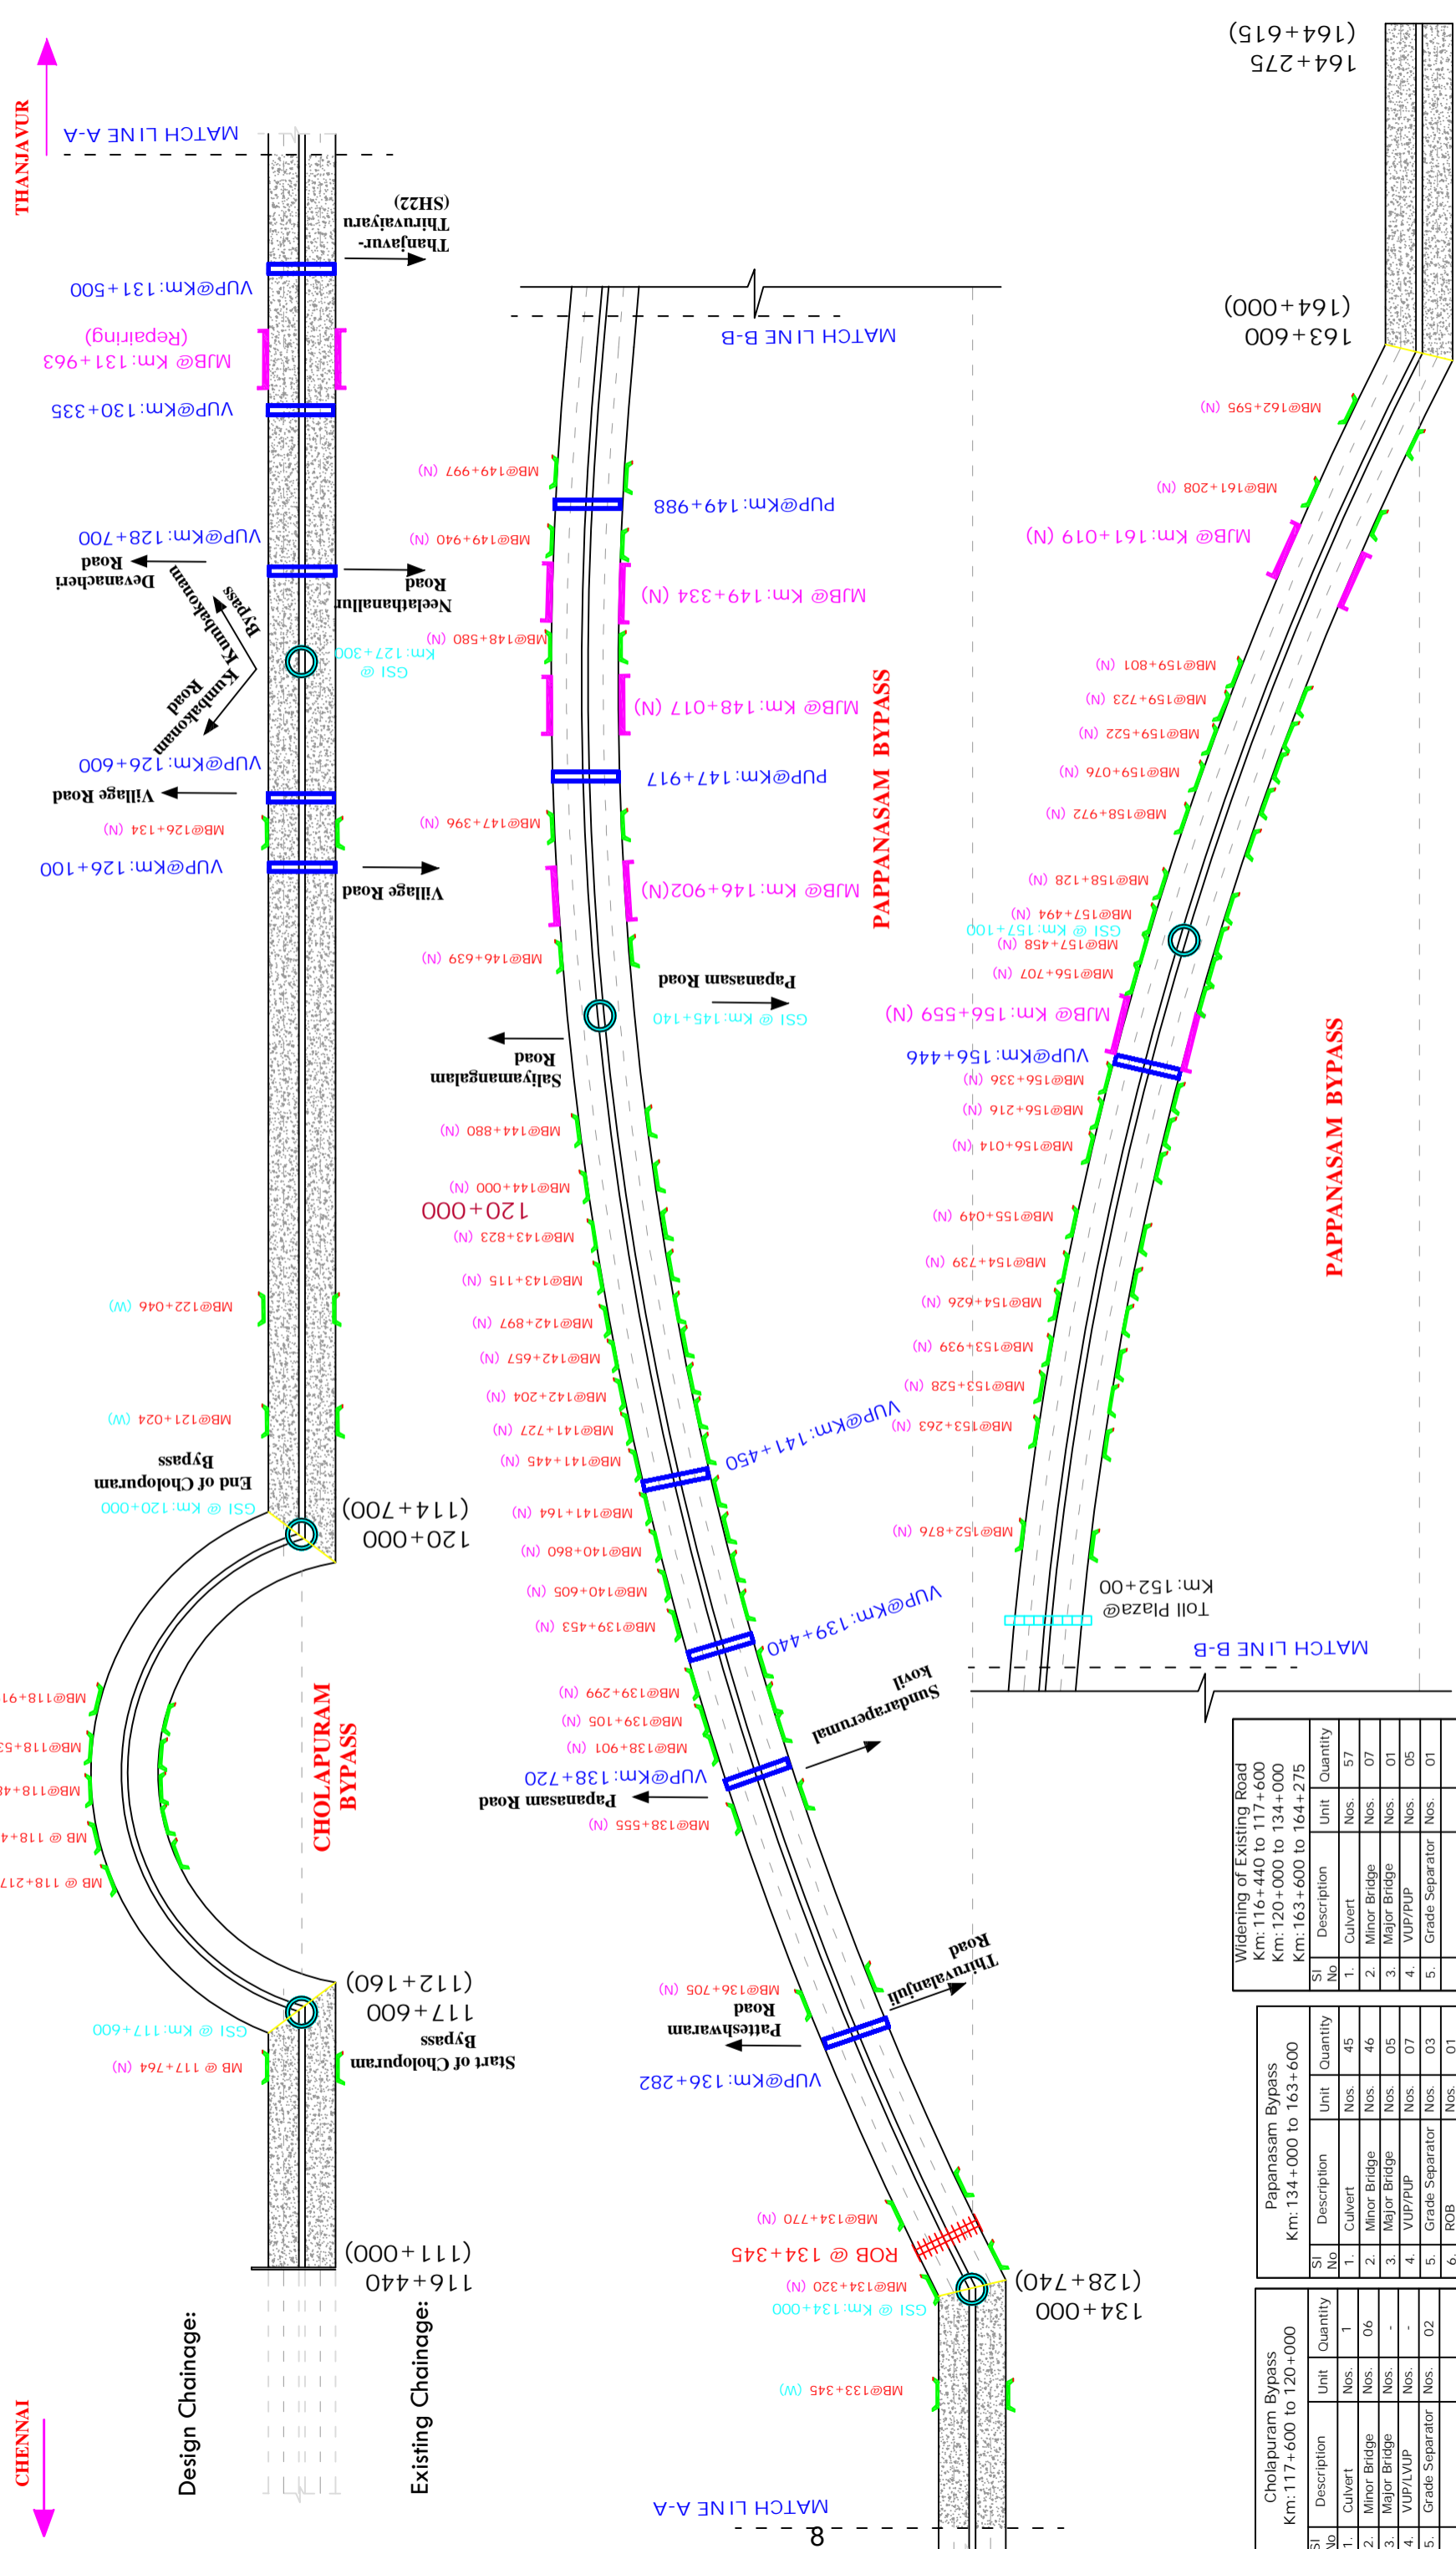 THANJAVUR
MATCH LINE A-A
Thanjavur-
Thiruvaiyaru
(SH22)
VUP@Km:131+500
MJB@ Km:131+963
(Repairing)
VUP@Km:130+335
VUP@Km:128+700
Devanacheri
Road
Neelathanallur
Road
Kumbakonam
Bypass
GSI @
Km:127+300
Kumbakonam
Road
VUP@Km:126+600
Village Road
MB@126+134 (N)
VUP@Km:126+100
Village Road
MB@122+046 (W)
MB@121+024 (W)
End of Cholopuram
Bypass
GSI @ Km:120+000
120+000
(114+700)
MB@118+91
MB@118+53
MB@118+48
MB @ 118+4
MB @ 118+217
CHOLAPURAM
BYPASS
117+600
(112+160)
GSI @ Km:117+600
Start of Cholopuram
Bypass
MB @ 117+764 (N)
116+440
(111+000)
Design Chainage:
Existing Chainage:
CHENNAI
MATCH LINE B-B
MB@149+997 (N)
PUP@Km:149+988
MB@149+940 (N)
MJB@ Km:149+334 (N)
MB@148+580 (N)
MJB@ Km:148+017 (N)
PUP@Km:147+917
MB@147+396 (N)
MJB@ Km:146+902(N)
MB@146+639 (N)
PAPPANASAM BYPASS
Papanasam Road
GSI @ Km:145+140
Saliyamangalam
Road
MB@144+880 (N)
MB@144+000 (N)
120+000
MB@143+823 (N)
MB@143+115 (N)
MB@142+897 (N)
MB@142+657 (N)
MB@142+204 (N)
MB@141+727 (N)
MB@141+445 (N)
VUP@Km:141+450
MB@141+164 (N)
MB@140+860 (N)
MB@140+605 (N)
MB@139+453 (N)
VUP@Km:139+440
MB@139+299 (N)
MB@139+105 (N)
MB@138+901 (N)
Sundaraperumal
kovil
VUP@Km:138+720
Papanasam Road
MB@138+555 (N)
MB@136+705 (N)
Thiruvalanjuli
Road
Patteshwaram
Road
VUP@Km:136+282
MB@134+770 (N)
ROB @ 134+345
MB@134+320 (N)
GSI @ Km:134+000
134+000
(128+740)
MB@133+345 (W)
MATCH LINE A-A
8
164+275
(164+615)
163+600
(164+000)
MB@162+595 (N)
MB@161+208 (N)
MJB@ Km:161+019 (N)
MB@159+801 (N)
MB@159+723 (N)
MB@159+522 (N)
MB@159+076 (N)
MB@158+972 (N)
MB@158+128 (N)
MB@157+494 (N)
GSI @ Km:157+100
MB@157+458 (N)
MB@156+707 (N)
MJB@ Km:156+559 (N)
VUP@Km:156+446
MB@156+336 (N)
MB@156+216 (N)
MB@156+014 (N)
PAPPANASAM BYPASS
MB@155+049 (N)
MB@154+739 (N)
MB@154+626 (N)
MB@153+939 (N)
MB@153+528 (N)
MB@153+263 (N)
MB@152+876 (N)
Toll Plaza@
Km:152+00
MATCH LINE B-B
Widening of Existing Road
Km: 116+440 to 117+600
Km: 120+000 to 134+000
Km: 163+600 to 164+275
SI No Description Unit Quantity
1. Culvert Nos. 57
2. Minor Bridge Nos. 07
3. Major Bridge Nos. 01
4. VUP/PUP Nos. 05
5. Grade Separator Nos. 01
Papanasam Bypass
Km: 134+000 to 163+600
SI No Description Unit Quantity
1. Culvert Nos. 45
2. Minor Bridge Nos. 46
3. Major Bridge Nos. 05
4. VUP/PUP Nos. 07
5. Grade Separator Nos. 03
6. ROB Nos. 01
Cholapuram Bypass
Km: 117+600 to 120+000
SI No Description Unit Quantity
1. Culvert Nos. 1
2. Minor Bridge Nos. 06
3. Major Bridge Nos. -
4. VUP/LVUP Nos. -
5. Grade Separator Nos. 02